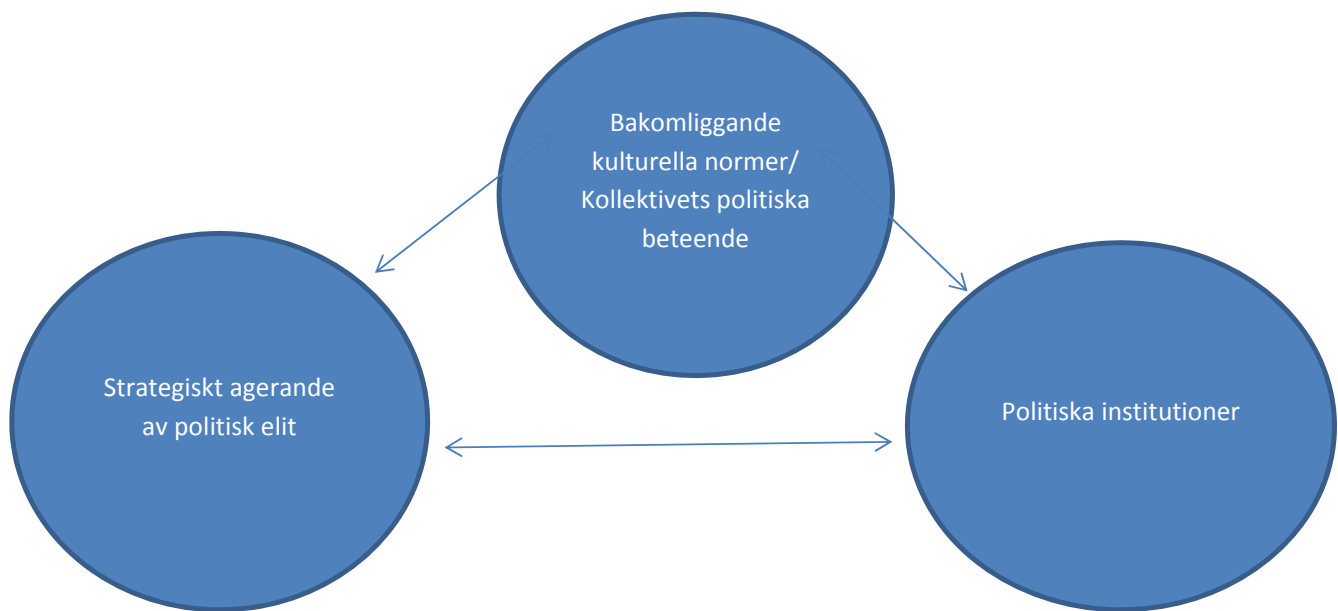 Bakomliggande
kulturella normer/
Kollektivets politiska
beteende
Strategiskt agerande
av politisk elit
Politiska institutioner